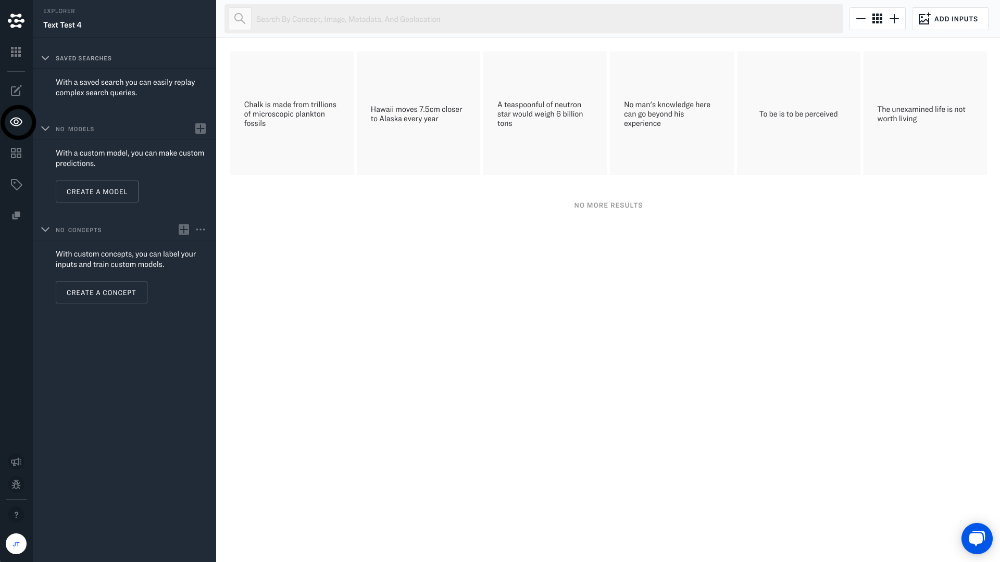 EXPLORER
Text Test 4
SAVED SEARCHES
With a saved search you can easily replay
complex search queries.
NO MODELS
With a custom model, you can make custom
predictions.
CREATE A MODEL
NO CONCEPTS
With custom concepts, you can label your
inputs and train custom models.
CREATE A CONCEPT
?
JT
Search By Concept, Image, Metadata, And Geolocation
ADD INPUTS
Chalk is made from trillions
of microscopic plankton
fossils
Hawaii moves 7.5cm closer
to Alaska every year
A teaspoonful of neutron
star would weigh 6 billion
tons
No man's knowledge here
can go beyond his
experience
To be is to be perceived
The unexamined life is not
worth living
NO MORE RESULTS